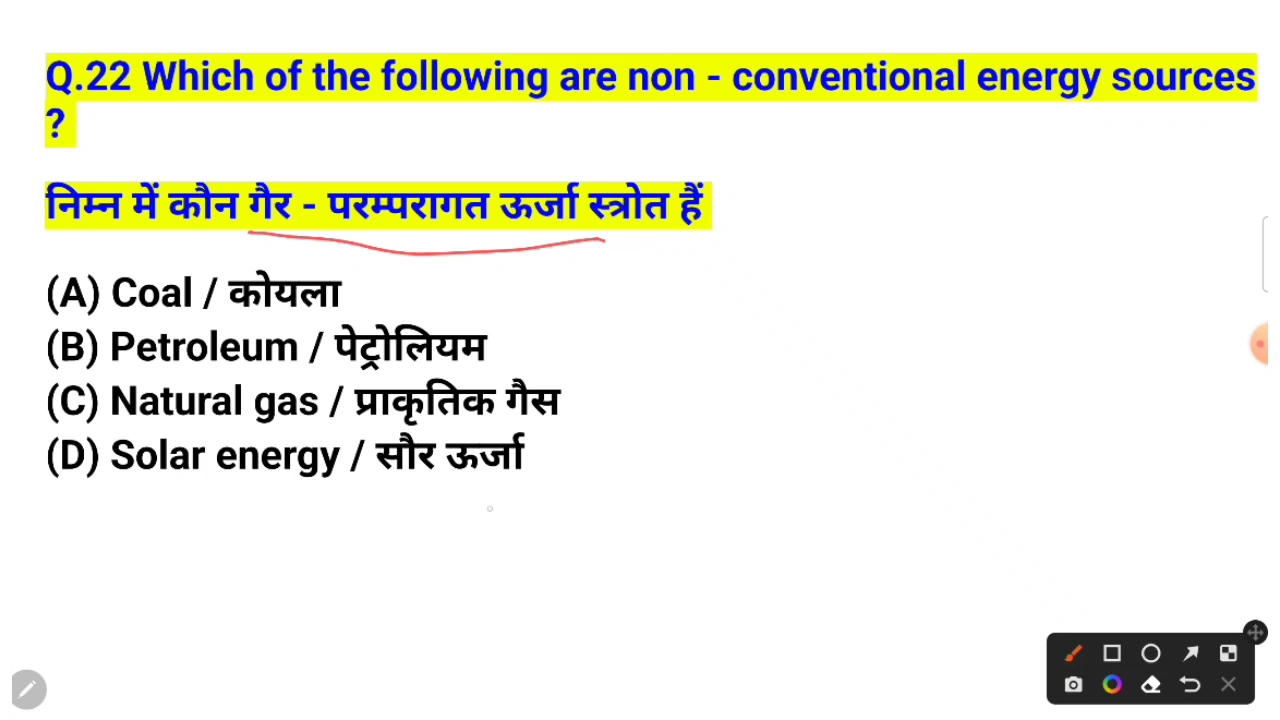 Q.22 Which of the following are non - conventional energy sources
?
निम्न में कौन गैर - परम्परागत ऊर्जा स्त्रोत हैं
(A) Coal / कोयला
(B) Petroleum / पेट्रोलियम
(C) Natural gas / प्राकृतिक गैस
(D) Solar energy / सौर ऊर्जा